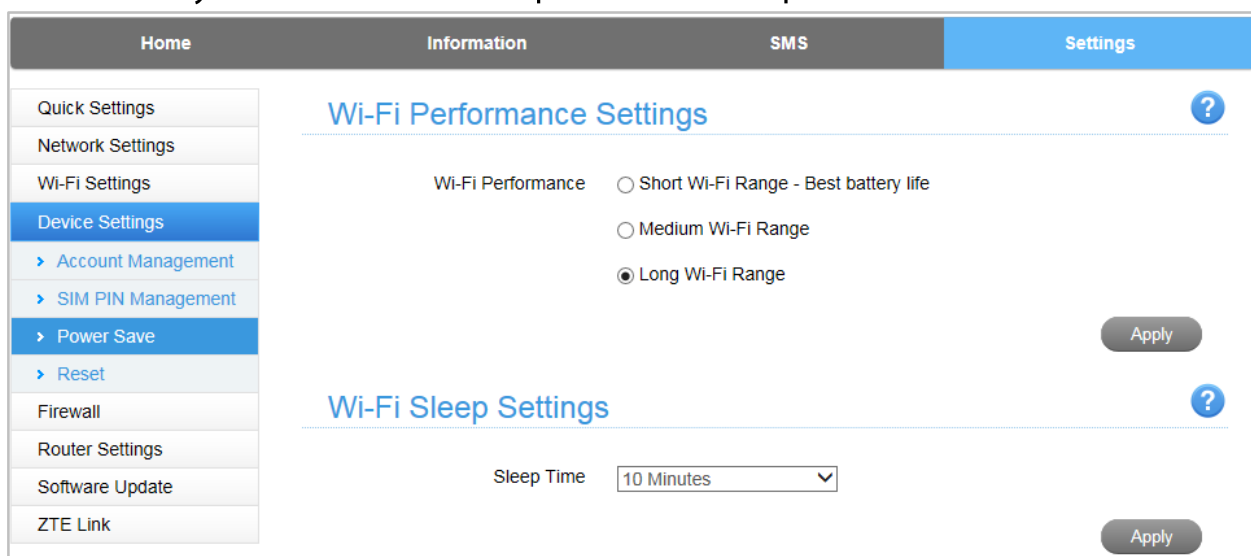 Home Information SMS Settings
Quick Settings
Network Settings
Wi-Fi Settings
Device Settings
Account Management
SIM PIN Management
Power Save
Reset
Firewall
Router Settings
Software Update
ZTE Link
Wi-Fi Performance Settings ?
Wi-Fi Performance Short Wi-Fi Range - Best battery life
Medium Wi-Fi Range
Long Wi-Fi Range
Apply
Wi-Fi Sleep Settings ?
Sleep Time 10 Minutes
Apply